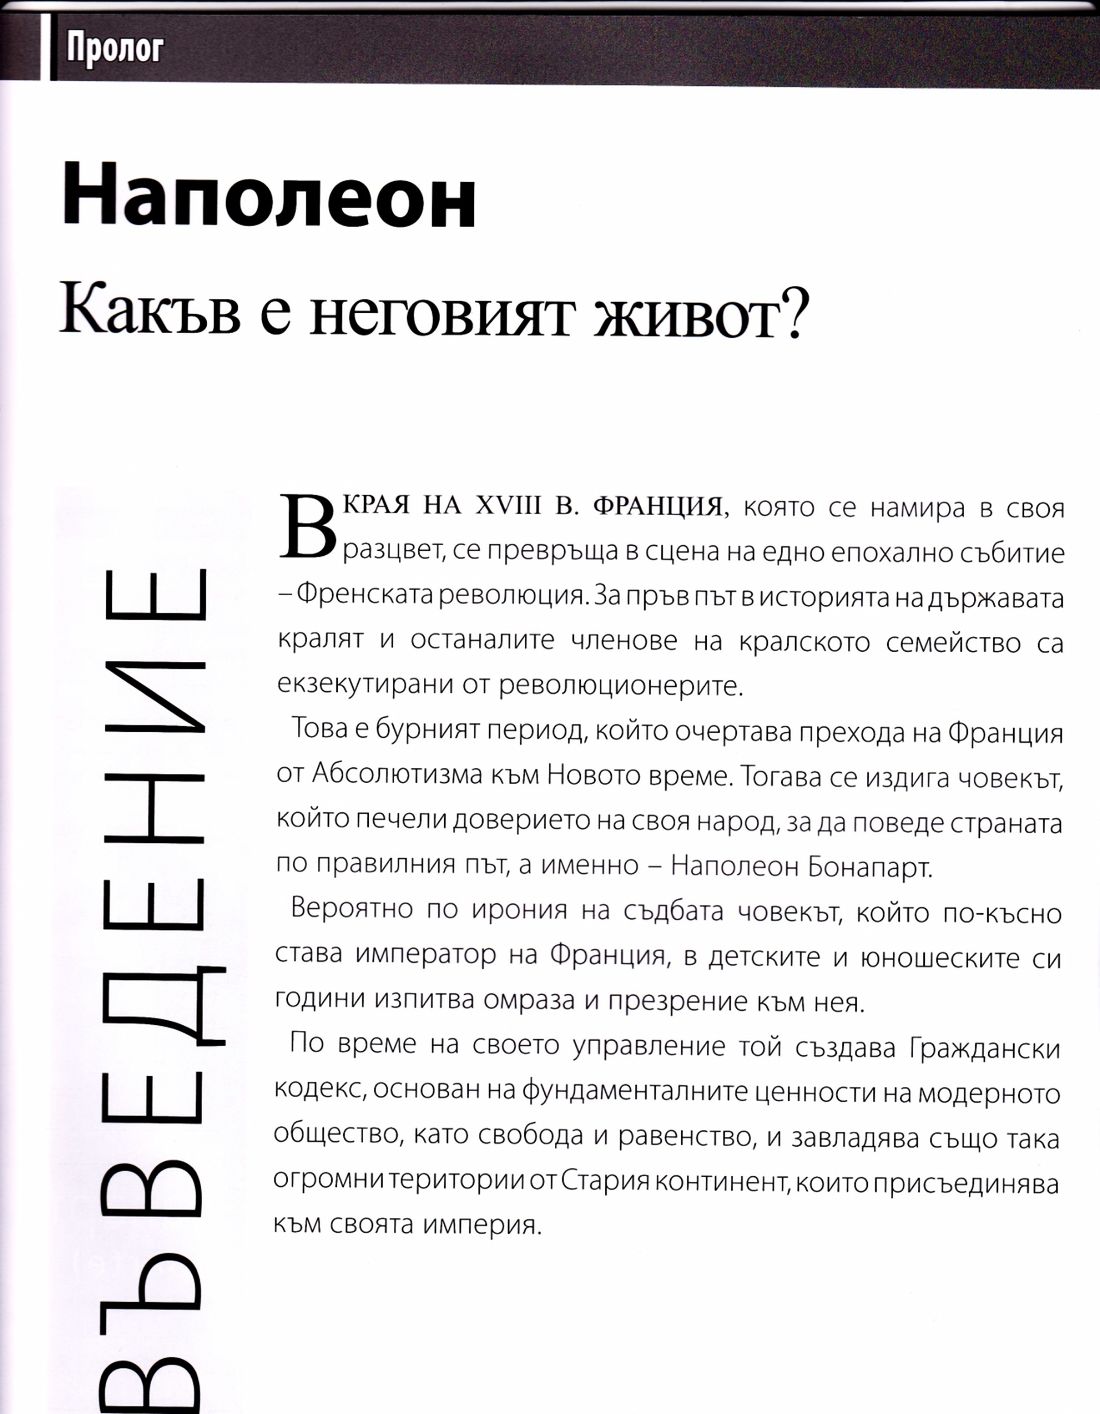 Пролог
Наполеон
Какъв е неговият живот?
ВЪВЕДЕНИЕ
В КРАЯ НА XVIII В. ФРАНЦИЯ, която се намира в своя
разцвет, се превръща в сцена на едно епохално събитие
– Френската революция. За пръв път в историята на държавата
кралят и останалите членове на кралското семейство са
екзекутирани от революционерите.
Това е бурният период, който очертава прехода на Франция
от Абсолютизма към Новото време. Тогава се издига човекът,
който печели доверието на своя народ, за да поведе страната
по правилния път, а именно – Наполеон Бонапарт.
Вероятно по ирония на съдбата човекът, който по-късно
става император на Франция, в детските и юношеските си
години изпитва омраза и презрение към нея.
По време на своето управление той създава Граждански
кодекс, основан на фундаменталните ценности на модерното
общество, като свобода и равенство, и завладява също така
огромни територии от Стария континент, които присъединява
към своята империя.